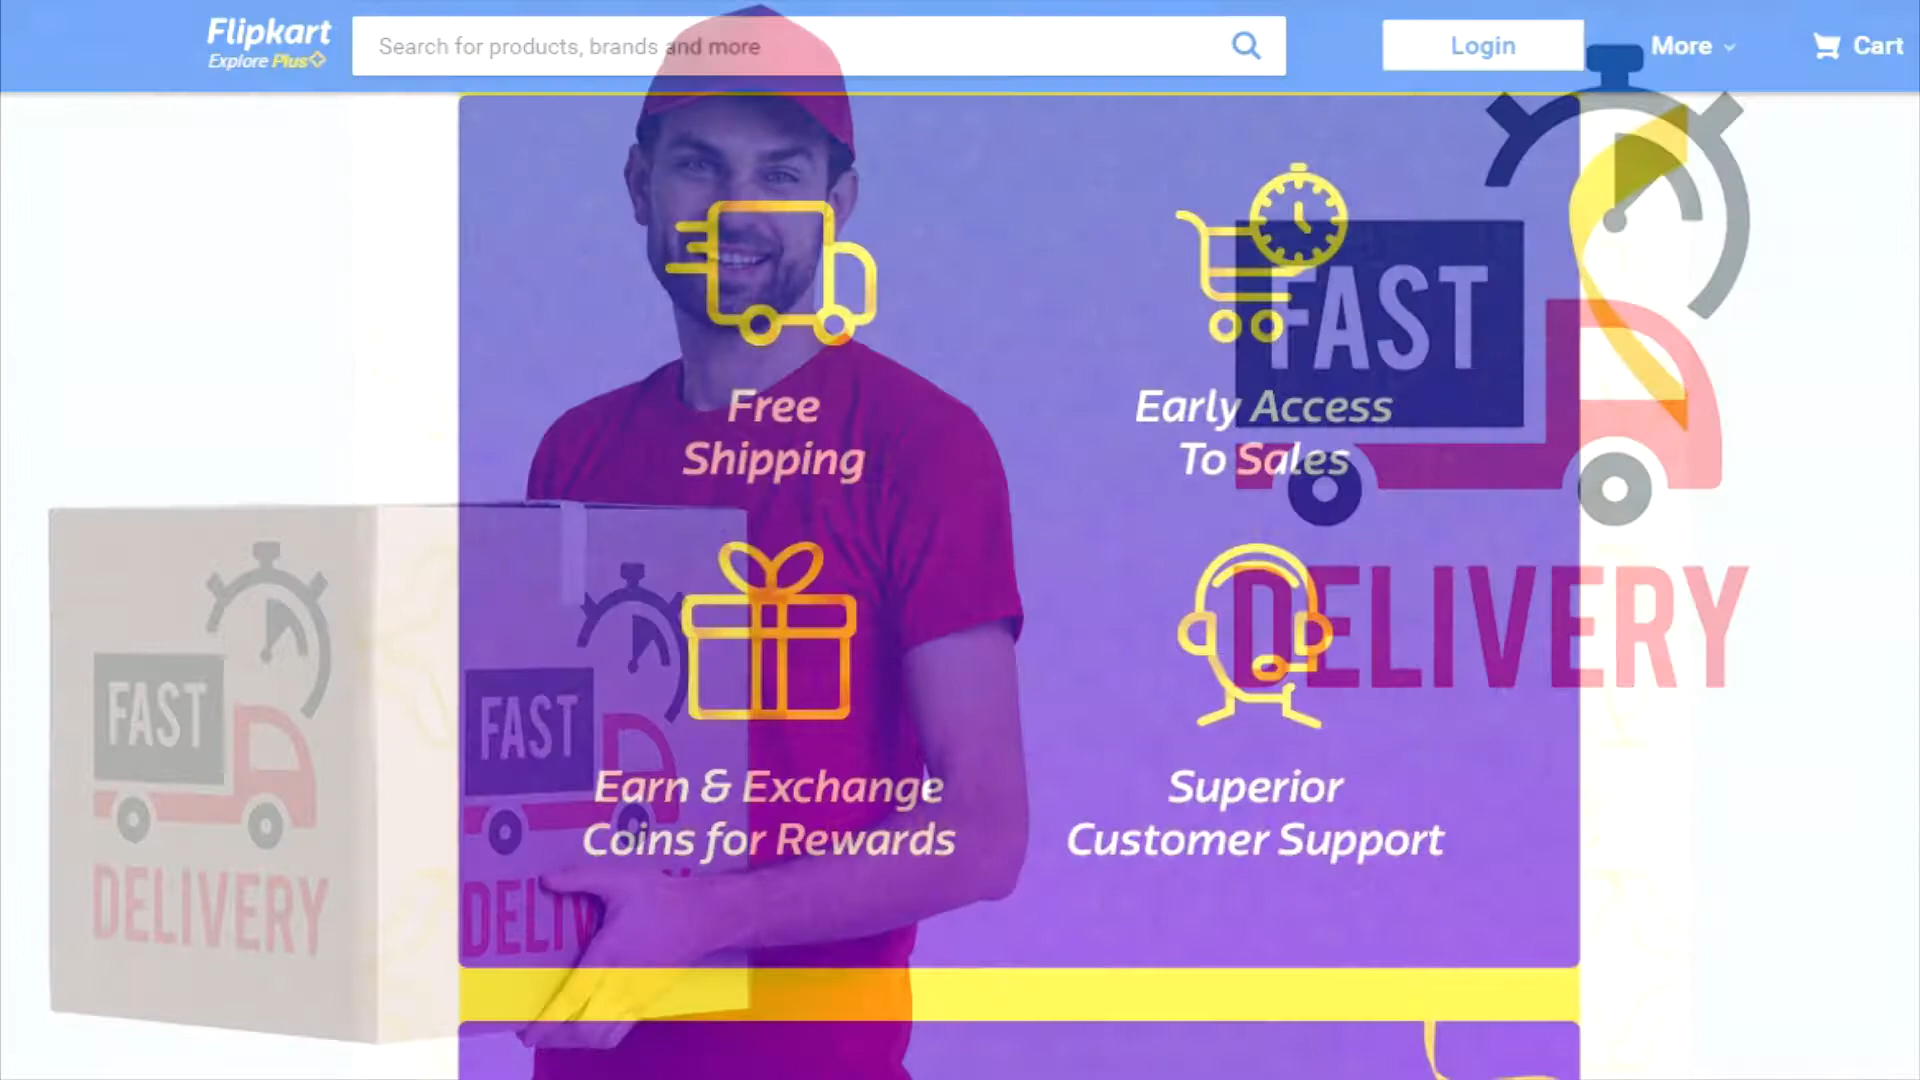 Flipkart
Explore Plus
Search for products, brands and more
Login
More
Cart
FAST
Free
Shipping
Early Access
To Sales
DELIVERY
FAST
DELIVERY
FAST
DELIV
Earn & Exchange
Coins for Rewards
Superior
Customer Support